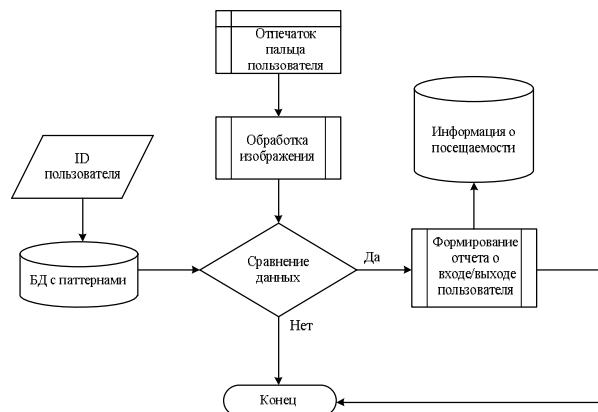 Отпечаток
пальца
пользователя
Обработка
изображения
Информация о
посещаемости
ID
пользователя
БД с паттернами
Сравнение
данных
Да
Формирование
отчета о
входе/выходе
пользователя
Нет
Конец